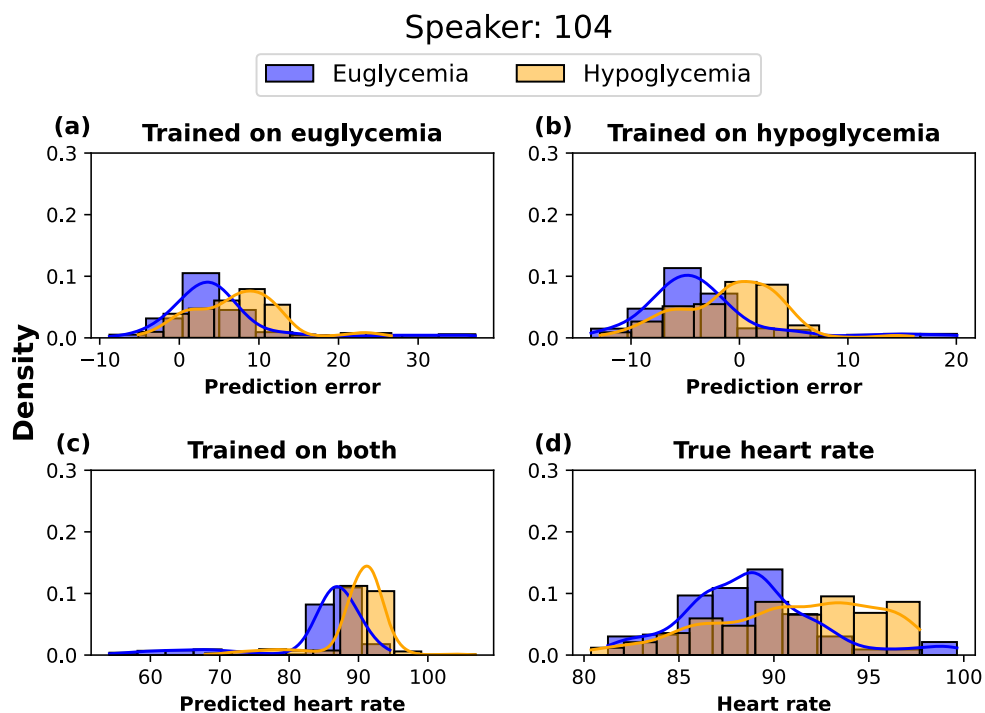 Speaker: 104
Euglycemia Hypoglycemia
(a) Trained on euglycemia
0.3
0.2
0.1
0.0
−10 0 10 20 30
Prediction error
(b) Trained on hypoglycemia
0.3
0.2
0.1
0.0
−10 0 10 20
Prediction error
Density
(c) Trained on both
0.3
0.2
0.1
0.0
60 70 80 90 100
Predicted heart rate
(d) True heart rate
0.3
0.2
0.1
0.0
80 85 90 95 100
Heart rate